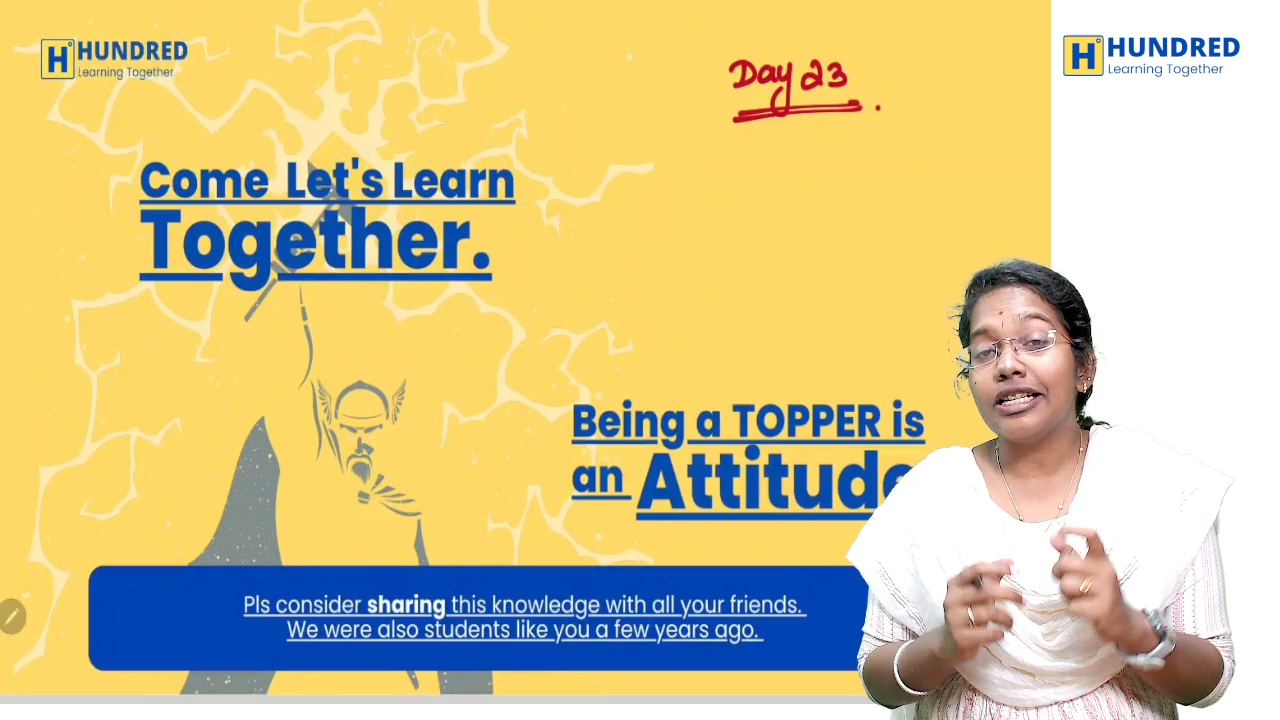 H° HUNDRED
Learning Together
H° HUNDRED
Learning Together
Day 23.
Come Let's Learn
Together.
Being a TOPPER is
an Attitude
Pls consider sharing this knowledge with all your friends.
We were also students like you a few years ago.